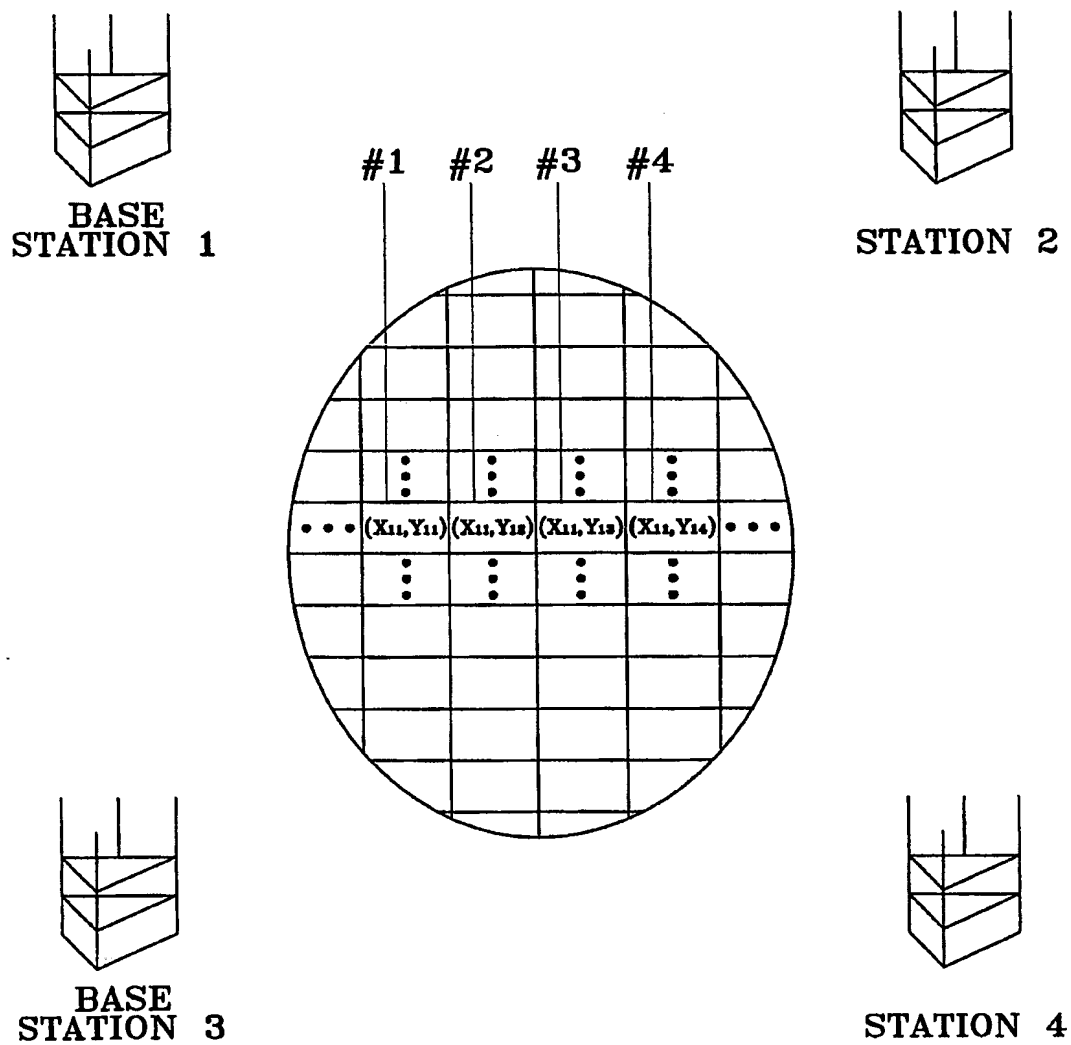 #1 #2 #3 #4
BASE
STATION 1
STATION 2
(X11,Y11) (X11,Y12) (X11,Y13) (X11,Y14)
BASE
STATION 3
STATION 4